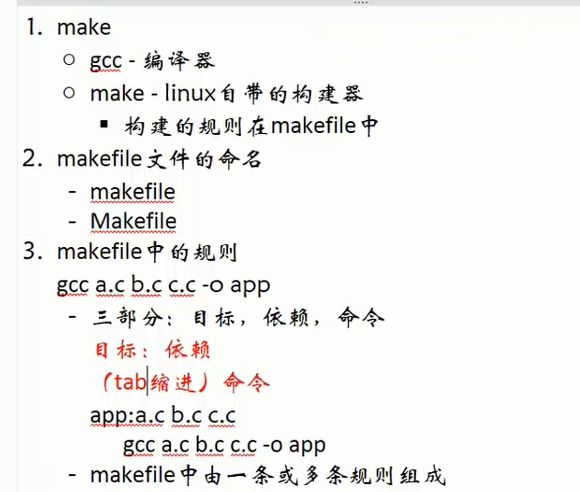 1. make
○ gcc - 编译器
○ make - linux自带的构建器
▪ 构建的规则在makefile中
2. makefile文件的命名
- makefile
- Makefile
3. makefile中的规则
gcc a.c b.c c.c -o app
- 三部分：目标，依赖，命令
目标：依赖
（tab缩进）命令
app:a.c b.c c.c
gcc a.c b.c c.c -o app
- makefile中由一条或多条规则组成